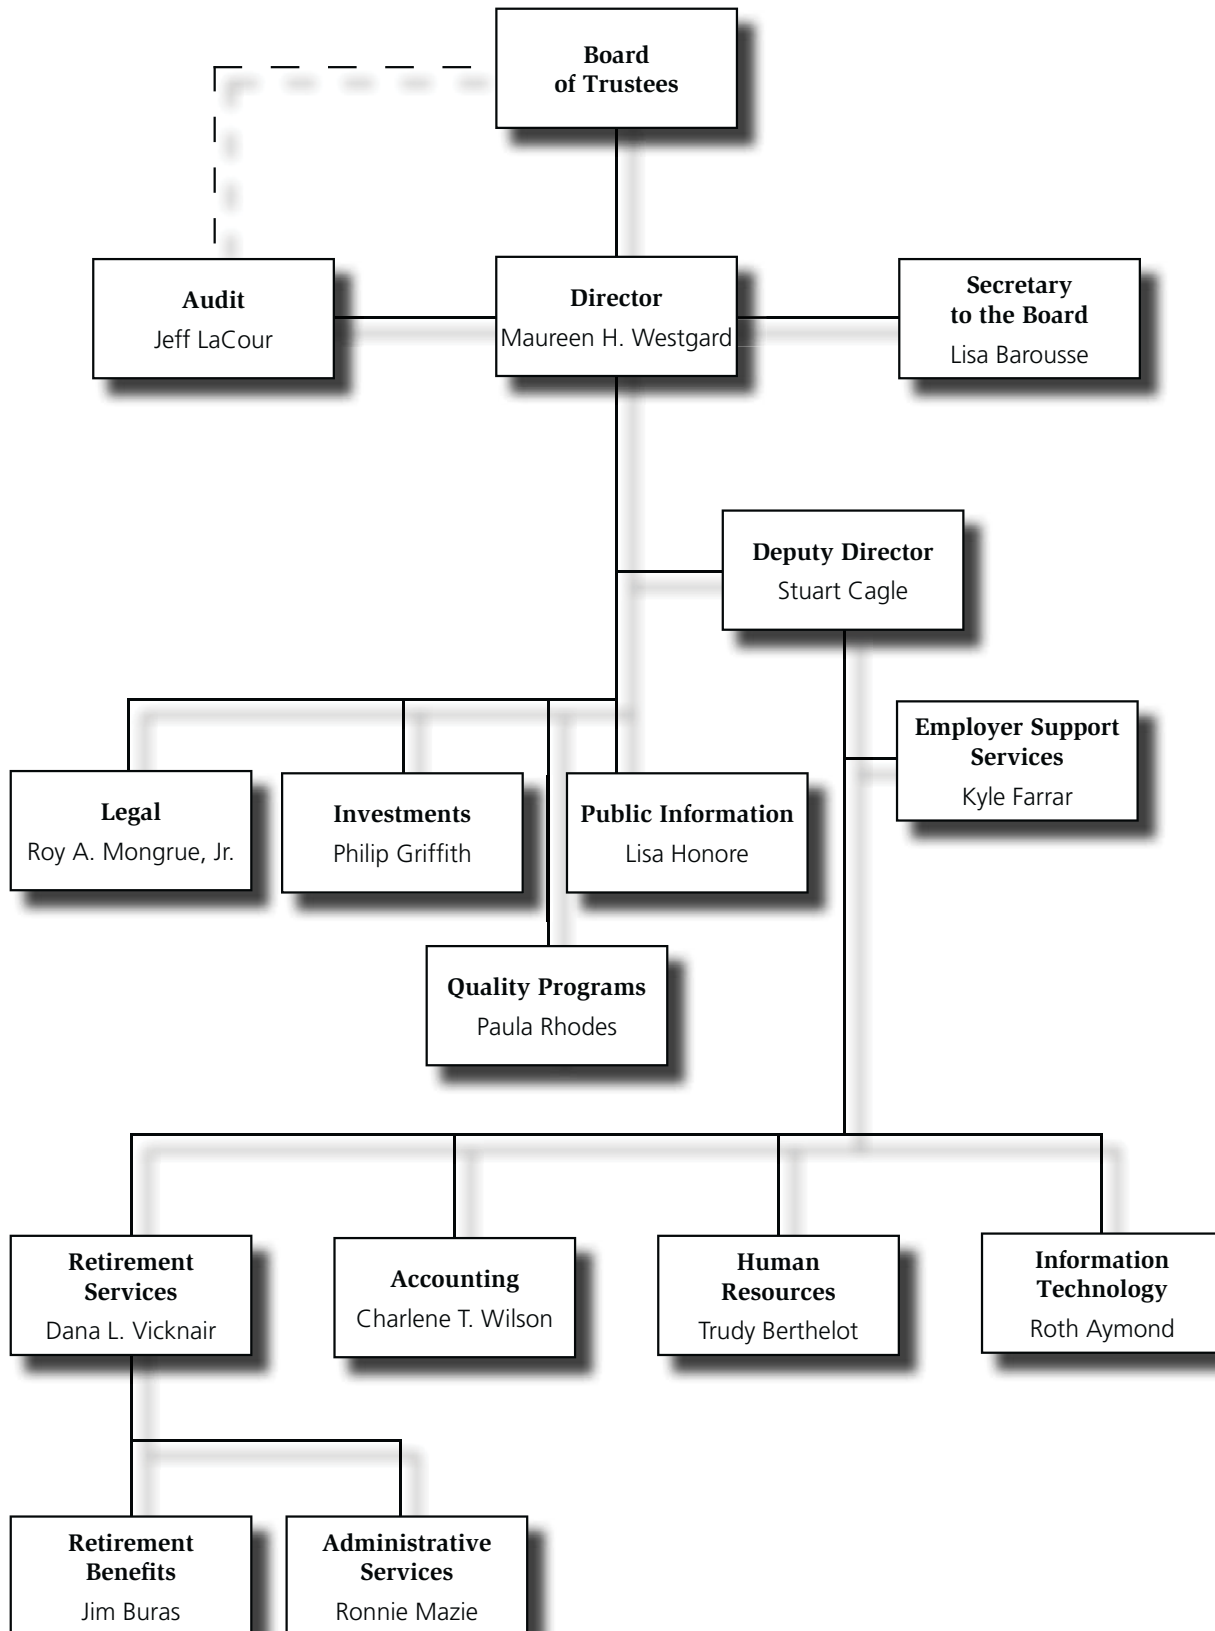 Board
of Trustees
Audit
Jeff LaCour
Director
Maureen H. Westgard
Secretary
to the Board
Lisa Barousse
Deputy Director
Stuart Cagle
Employer Support
Services
Kyle Farrar
Legal
Roy A. Mongrue, Jr.
Investments
Philip Griffith
Public Information
Lisa Honore
Quality Programs
Paula Rhodes
Retirement
Services
Dana L. Vicknair
Accounting
Charlene T. Wilson
Human
Resources
Trudy Berthelot
Information
Technology
Roth Aymond
Retirement
Benefits
Jim Buras
Administrative
Services
Ronnie Mazie